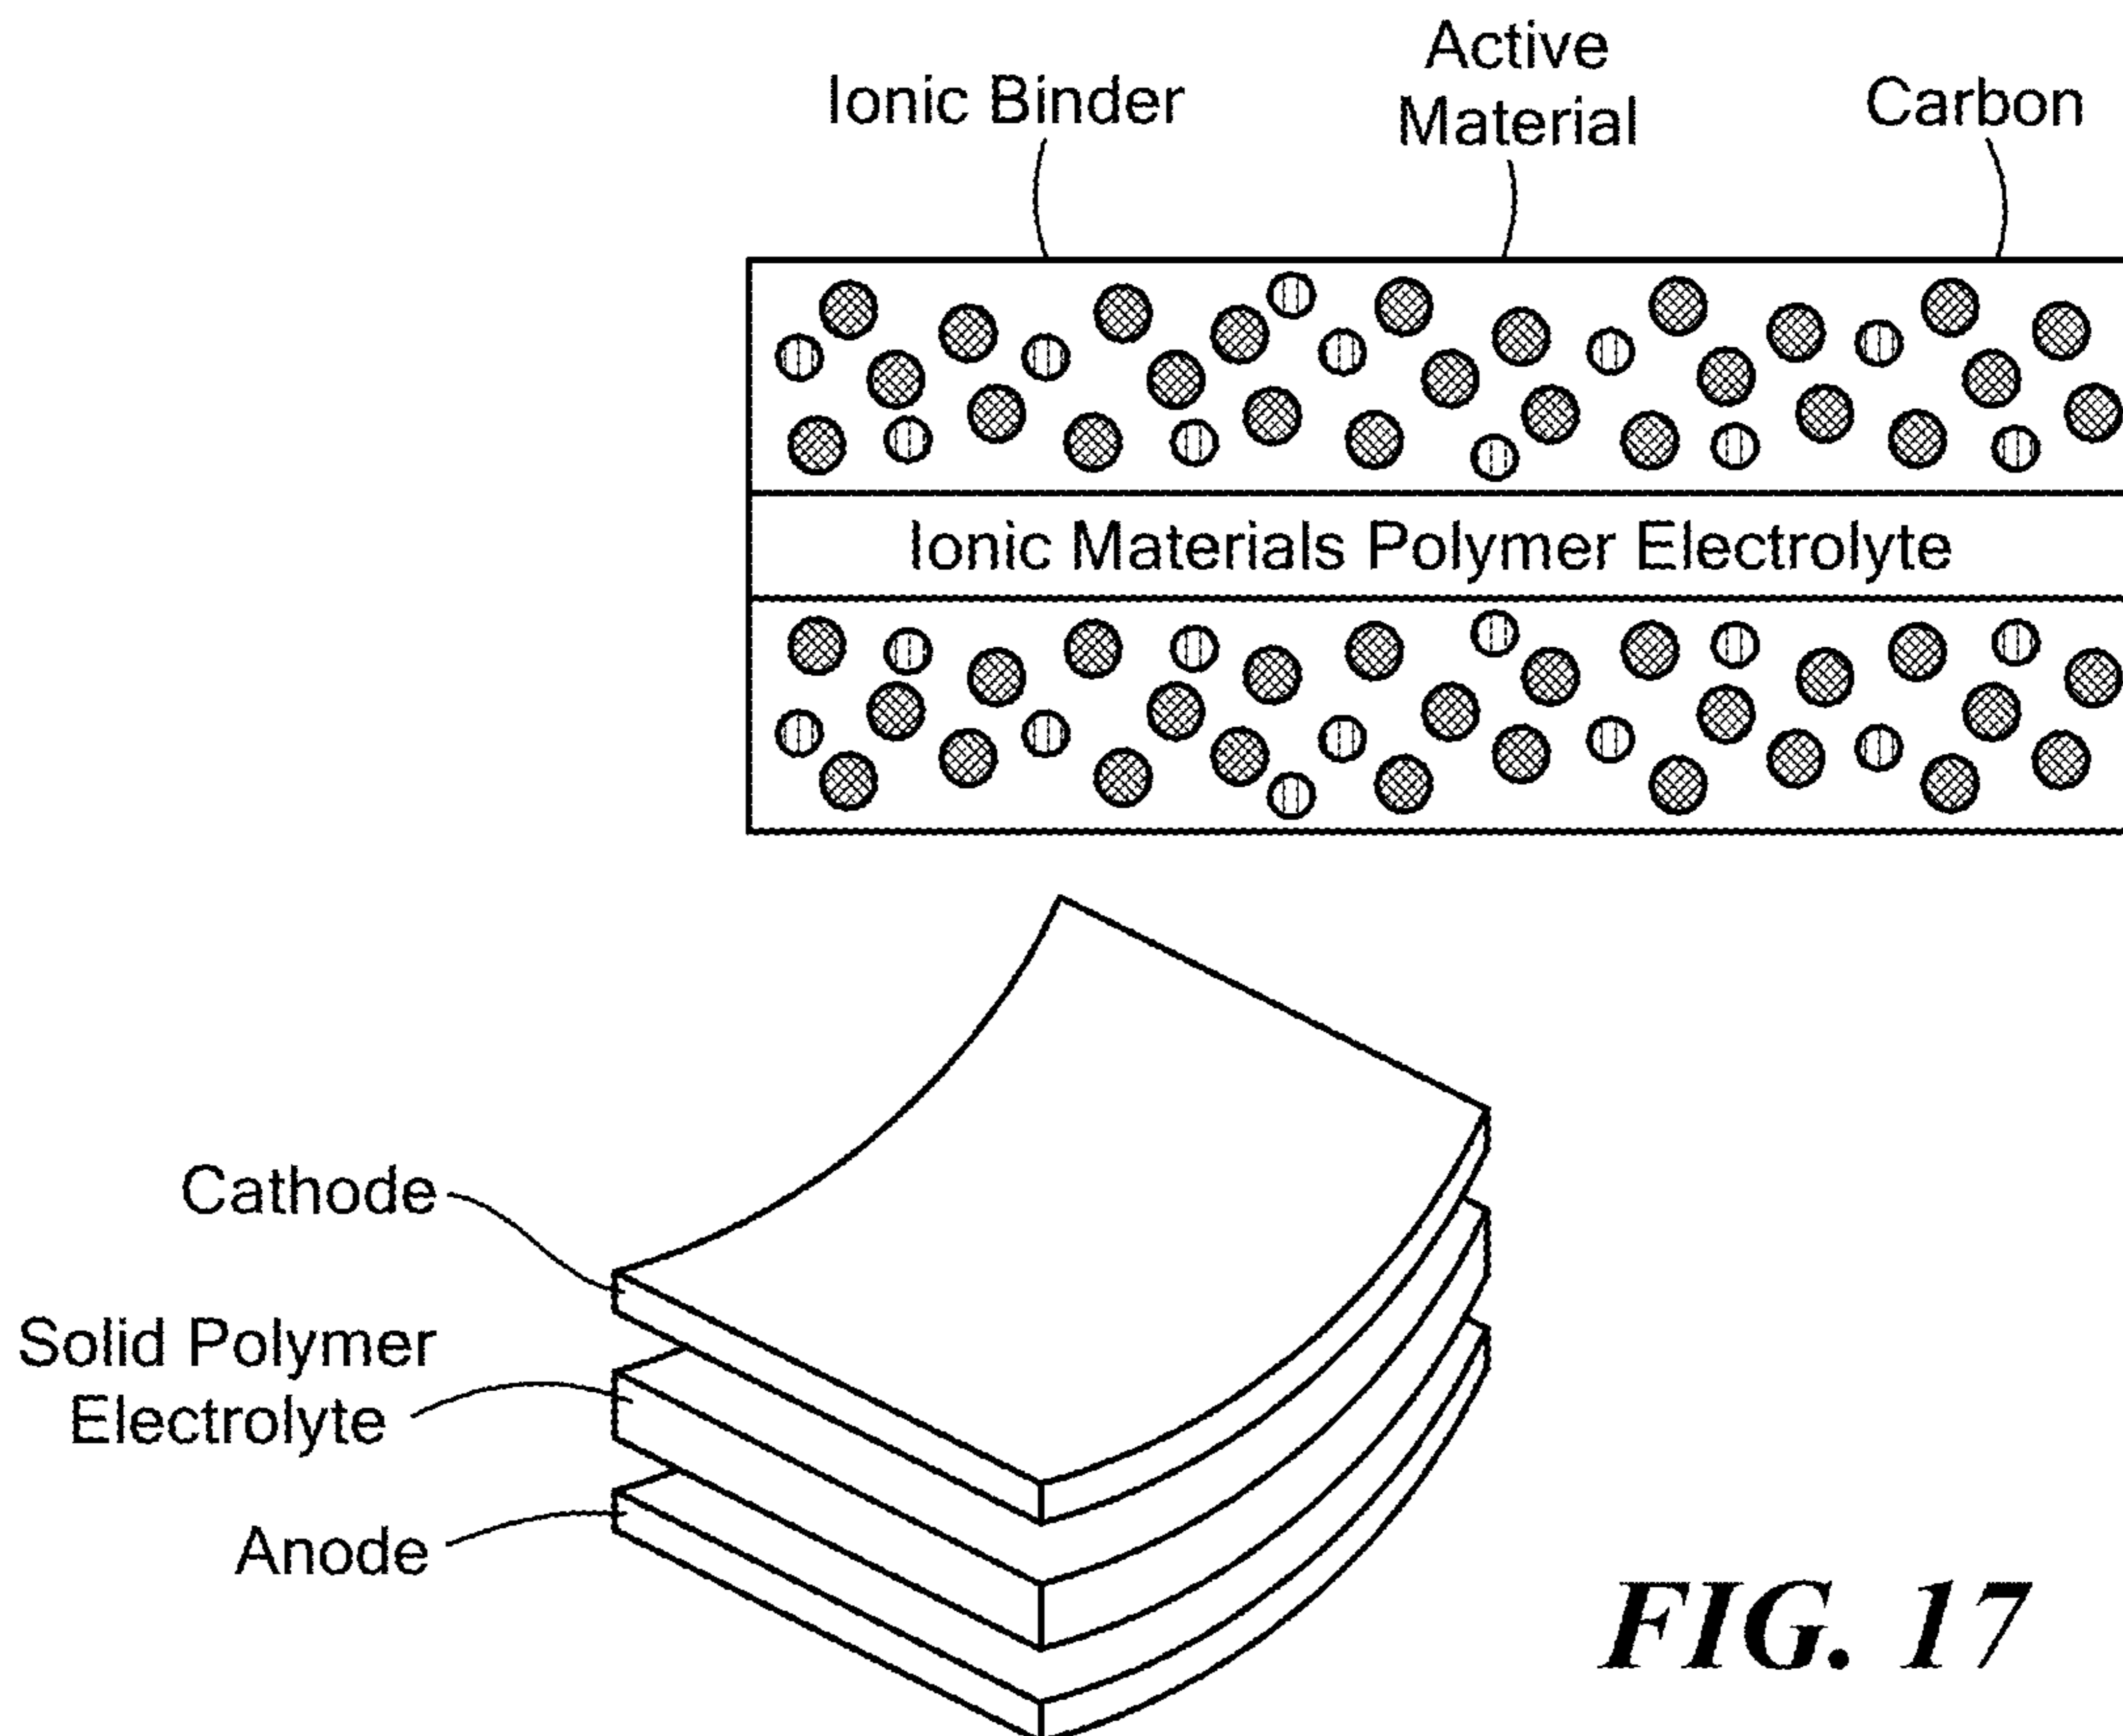 Ionic Binder
Active
Material
Carbon
Ionic Materials Polymer Electrolyte
Cathode
Solid Polymer
Electrolyte
Anode
FIG. 17